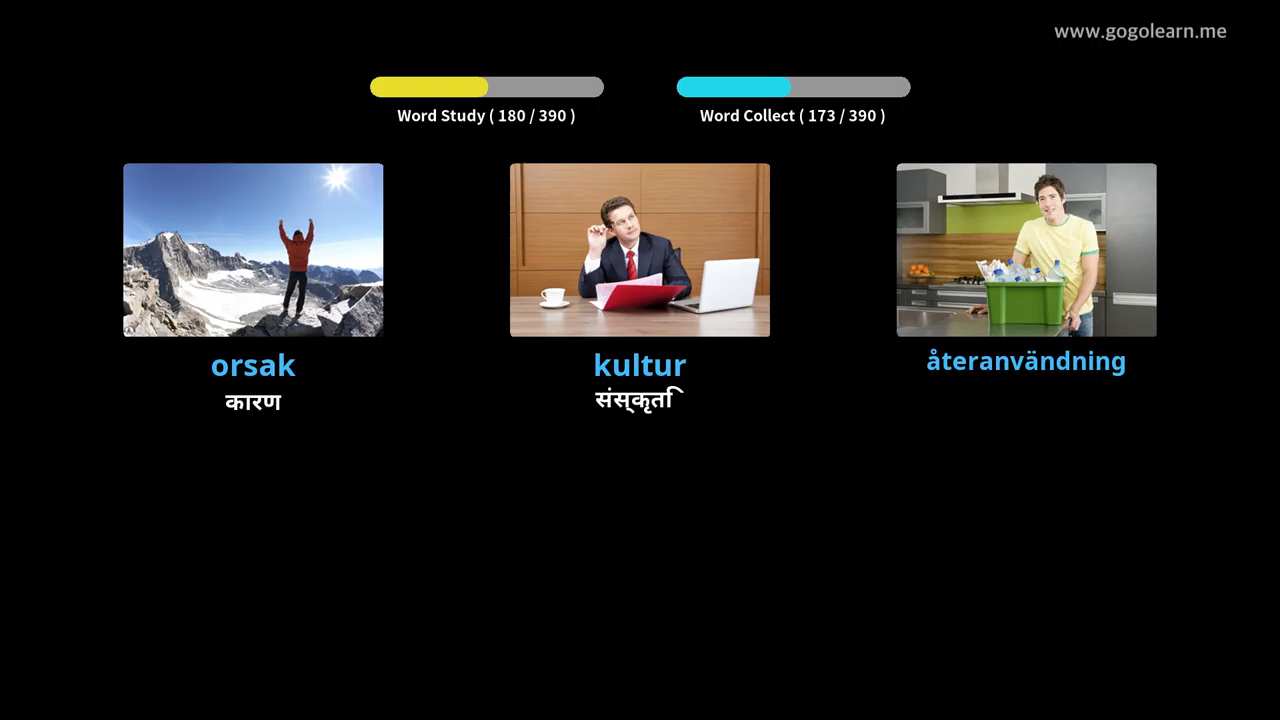 www.gogolearn.me
Word Study ( 180 / 390 )
Word Collect ( 173 / 390 )
orsak
kultur
återanvändning
कारण
संस्कृति